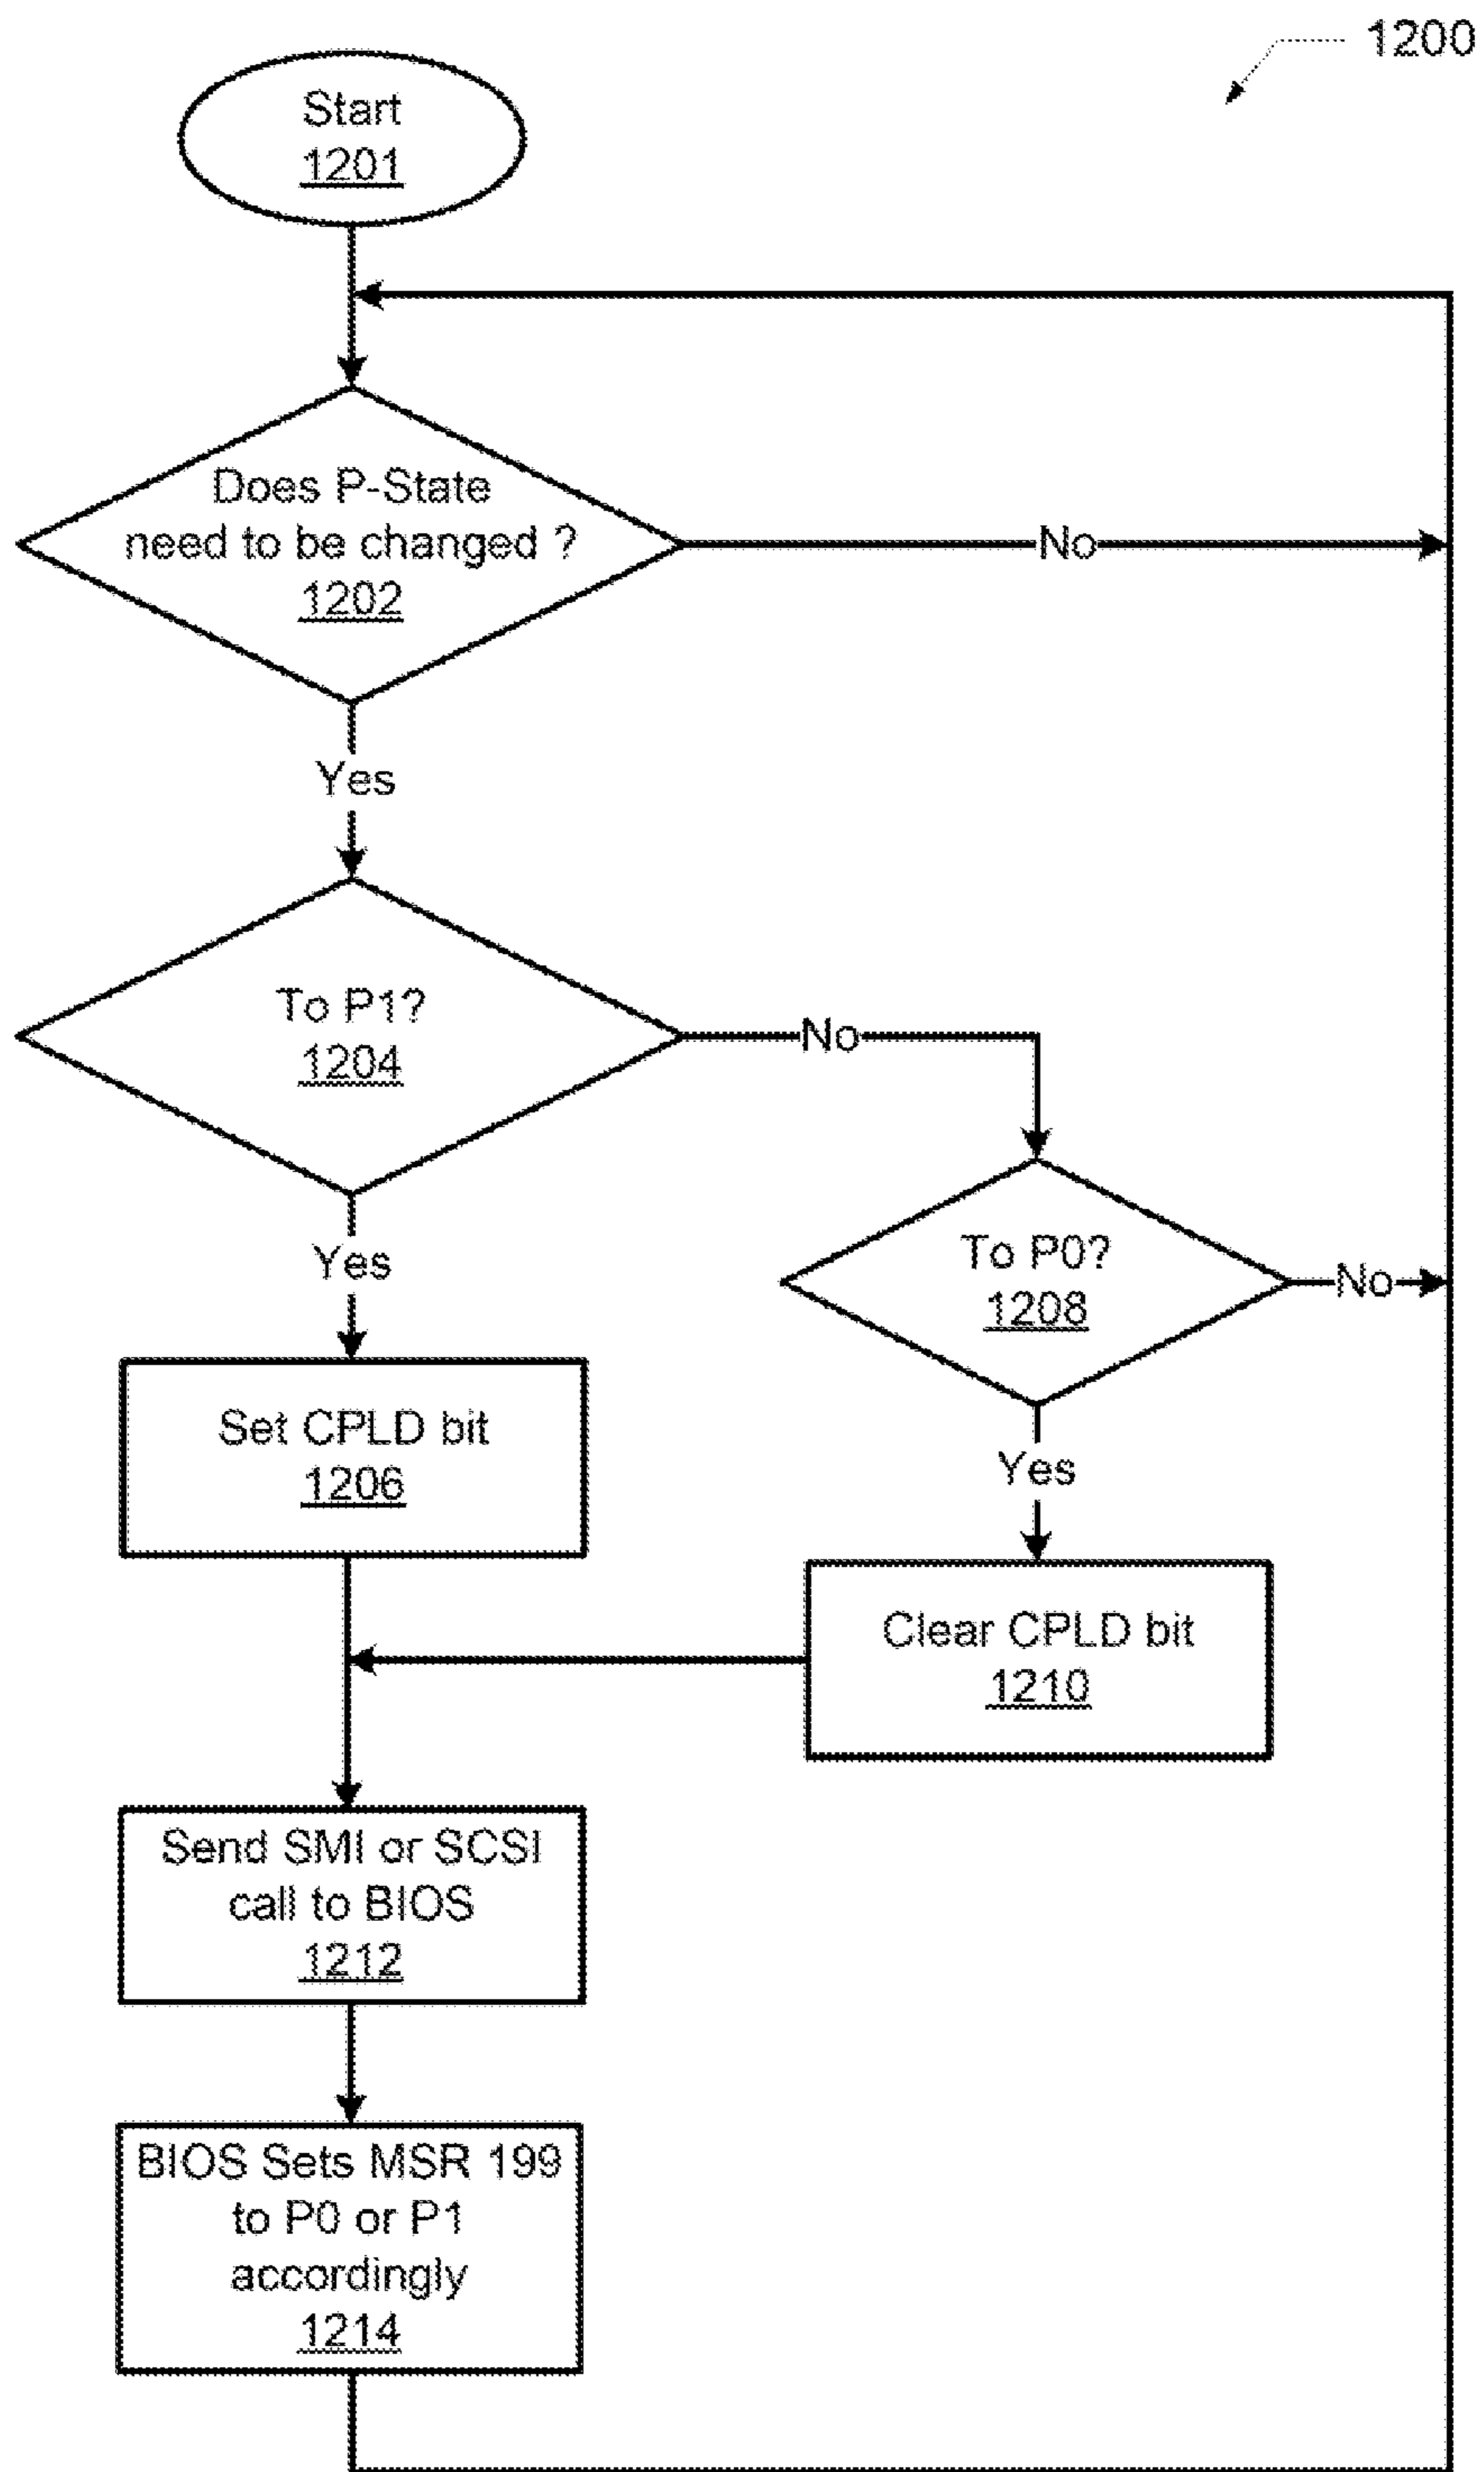 1200
Start
1201
Does P-State
need to be changed ?
1202
No
Yes
To P1?
1204
No
Yes
To P0?
1208
No
Set CPLD bit
1206
Yes
Clear CPLD bit
1210
Send SMI or SCSI
call to BIOS
1212
BIOS Sets MSR 199
to P0 or P1
accordingly
1214